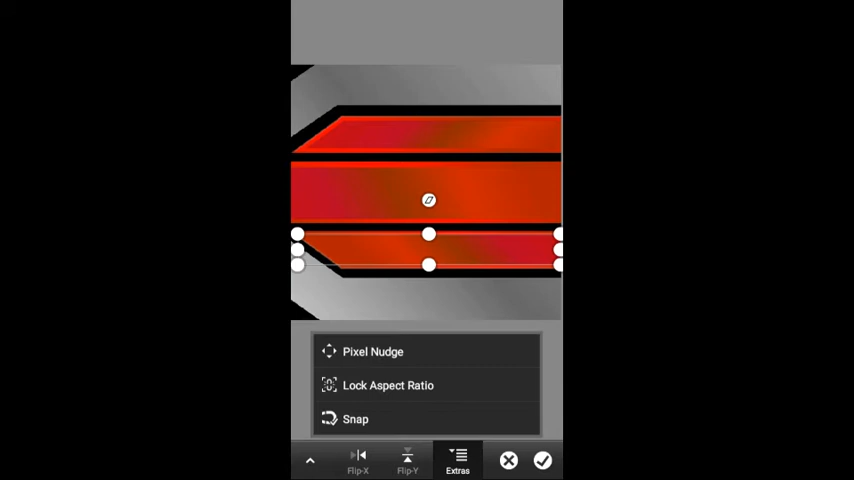 Pixel Nudge
Lock Aspect Ratio
Snap
Flip-X
Flip-Y
Extras